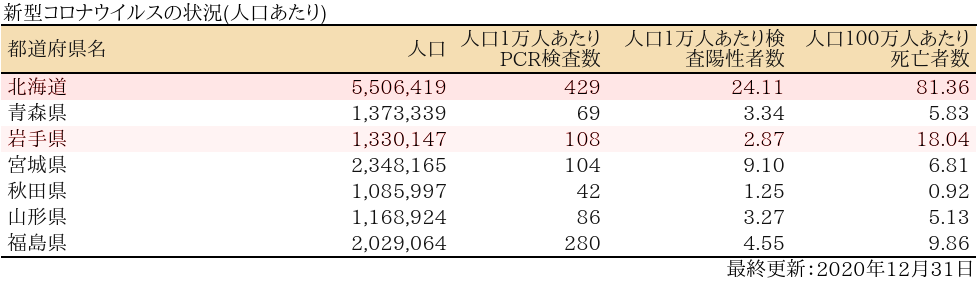 新型コロナウイルスの状況(人口あたり)
都道府県名 人口 人口1万人あたりPCR検査数 人口1万人あたり検査陽性者数 人口100万人あたり死亡者数
北海道 5,506,419 429 24.11 81.36
青森県 1,373,339 69 3.34 5.83
岩手県 1,330,147 108 2.87 18.04
宮城県 2,348,165 104 9.10 6.81
秋田県 1,085,997 42 1.25 0.92
山形県 1,168,924 86 3.27 5.13
福島県 2,029,064 280 4.55 9.86
最終更新：2020年12月31日